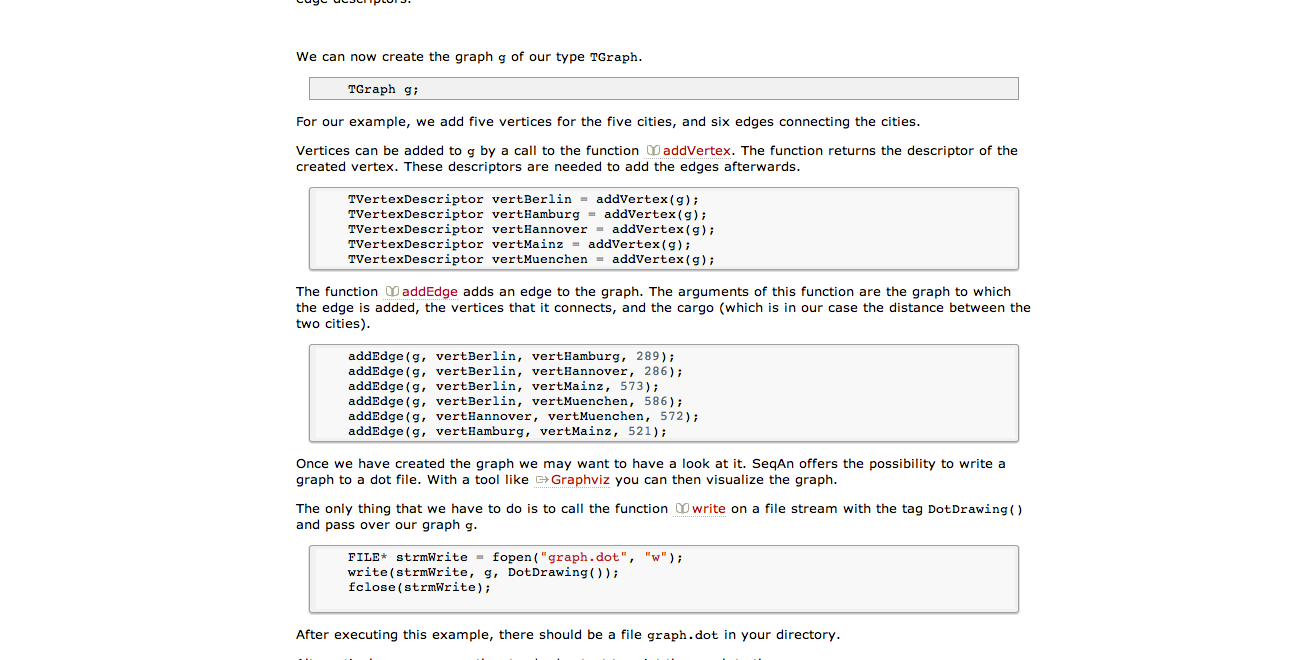 edge descriptors.
We can now create the graph g of our type TGraph.
TGraph g;
For our example, we add five vertices for the five cities, and six edges connecting the cities.
Vertices can be added to g by a call to the function addVertex. The function returns the descriptor of the
created vertex. These descriptors are needed to add the edges afterwards.
TVertexDescriptor vertBerlin = addVertex(g);
TVertexDescriptor vertHamburg = addVertex(g);
TVertexDescriptor vertHannover = addVertex(g);
TVertexDescriptor vertMainz = addVertex(g);
TVertexDescriptor vertMuenchen = addVertex(g);
The function addEdge adds an edge to the graph. The arguments of this function are the graph to which
the edge is added, the vertices that it connects, and the cargo (which is in our case the distance between the
two cities).
addEdge(g, vertBerlin, vertHamburg, 289);
addEdge(g, vertBerlin, vertHannover, 286);
addEdge(g, vertBerlin, vertMainz, 573);
addEdge(g, vertBerlin, vertMuenchen, 586);
addEdge(g, vertHannover, vertMuenchen, 572);
addEdge(g, vertHamburg, vertMainz, 521);
Once we have created the graph we may want to have a look at it. SeqAn offers the possibility to write a
graph to a dot file. With a tool like Graphviz you can then visualize the graph.
The only thing that we have to do is to call the function write on a file stream with the tag DotDrawing()
and pass over our graph g.
FILE* strmWrite = fopen("graph.dot", "w");
write(strmWrite, g, DotDrawing());
fclose(strmWrite);
After executing this example, there should be a file graph.dot in your directory.